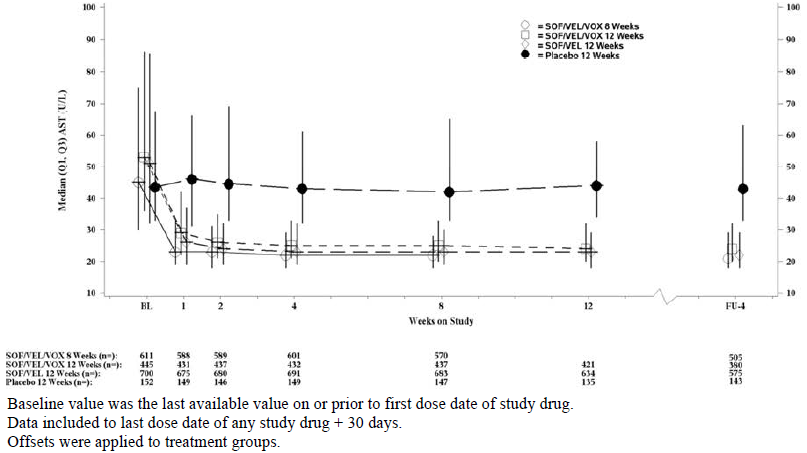 100 100
= SOF/VEL/VOX 8 Weeks
= SOF/VEL/VOX 12 Weeks
= SOF/VEL 12 Weeks
= Placebo 12 Weeks
90 90
80 80
70 70
60 60
50 50
40 40
30 30
20 20
10 10
Median (Q1, Q3) AST (U/L)
BL 1 2 4 8 12 FU-4
Weeks on Study
SOF/VEL/VOX 8 Weeks (n=): 611 588 589 601 570 505
SOF/VEL/VOX 12 Weeks (n=): 445 431 437 432 437 421 380
SOF/VEL 12 Weeks (n=): 700 675 680 691 683 634 575
Placebo 12 Weeks (n=): 152 149 146 149 147 135 143
Baseline value was the last available value on or prior to first dose date of study drug.
Data included to last dose date of any study drug + 30 days.
Offsets were applied to treatment groups.